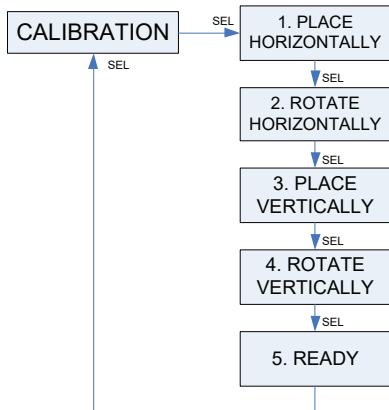 CALIBRATION
SEL
1. PLACE
HORIZONTALLY
SEL
2. ROTATE
HORIZONTALLY
SEL
3. PLACE
VERTICALLY
SEL
4. ROTATE
VERTICALLY
SEL
5. READY
SEL